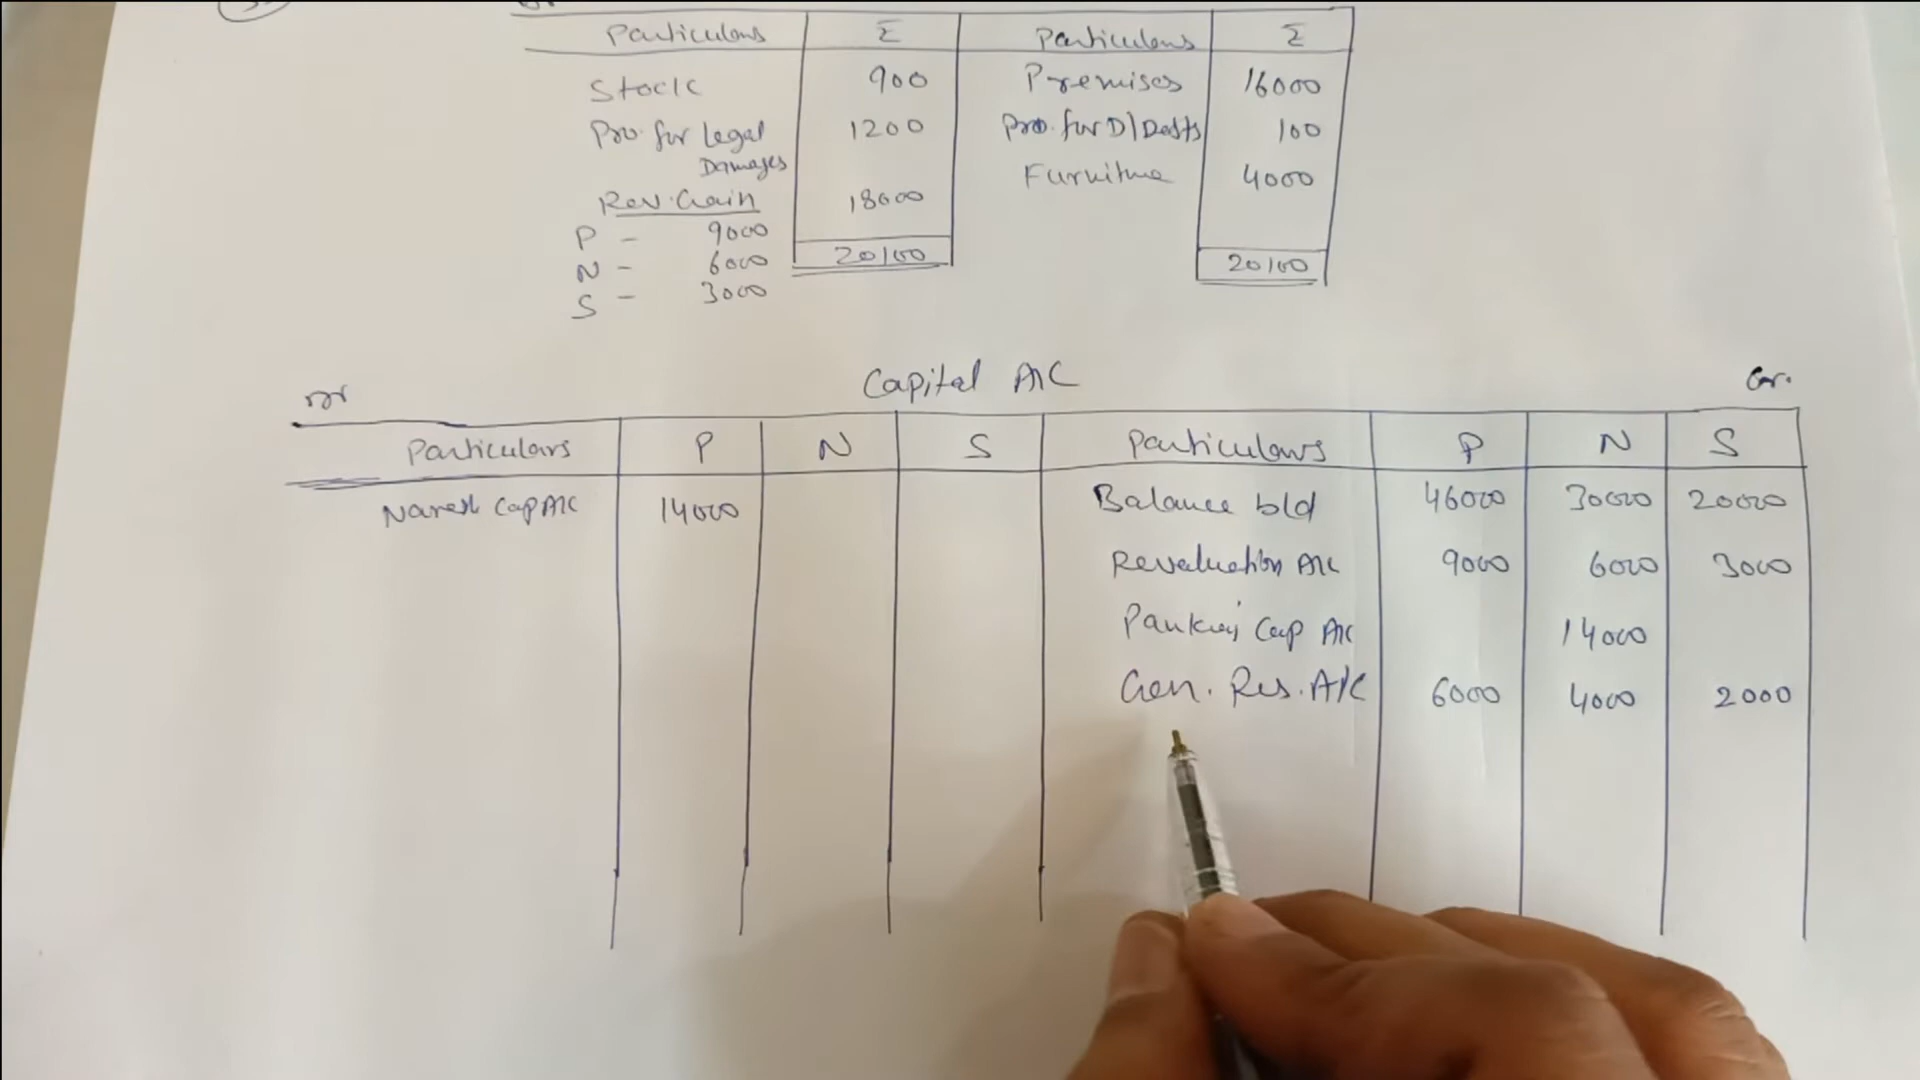 Particulars ₹ Particulars ₹
Stock 900 Premises 16000
Pro. for Legal 1200 Pro. for D/Debts 100
Damages Furniture 4000
Rev. Gain 18000
P - 9000
N - 6000 20100 20100
S - 3000
Capital A/C
Dr Cr.
Particulars P N S Particulars P N S
Naresh Cap A/C 14000 Balance b/d 46000 30000 20000
Revaluation A/C 9000 6000 3000
Pankaj Cap A/C 14000
Gen. Res. A/C 6000 4000 2000